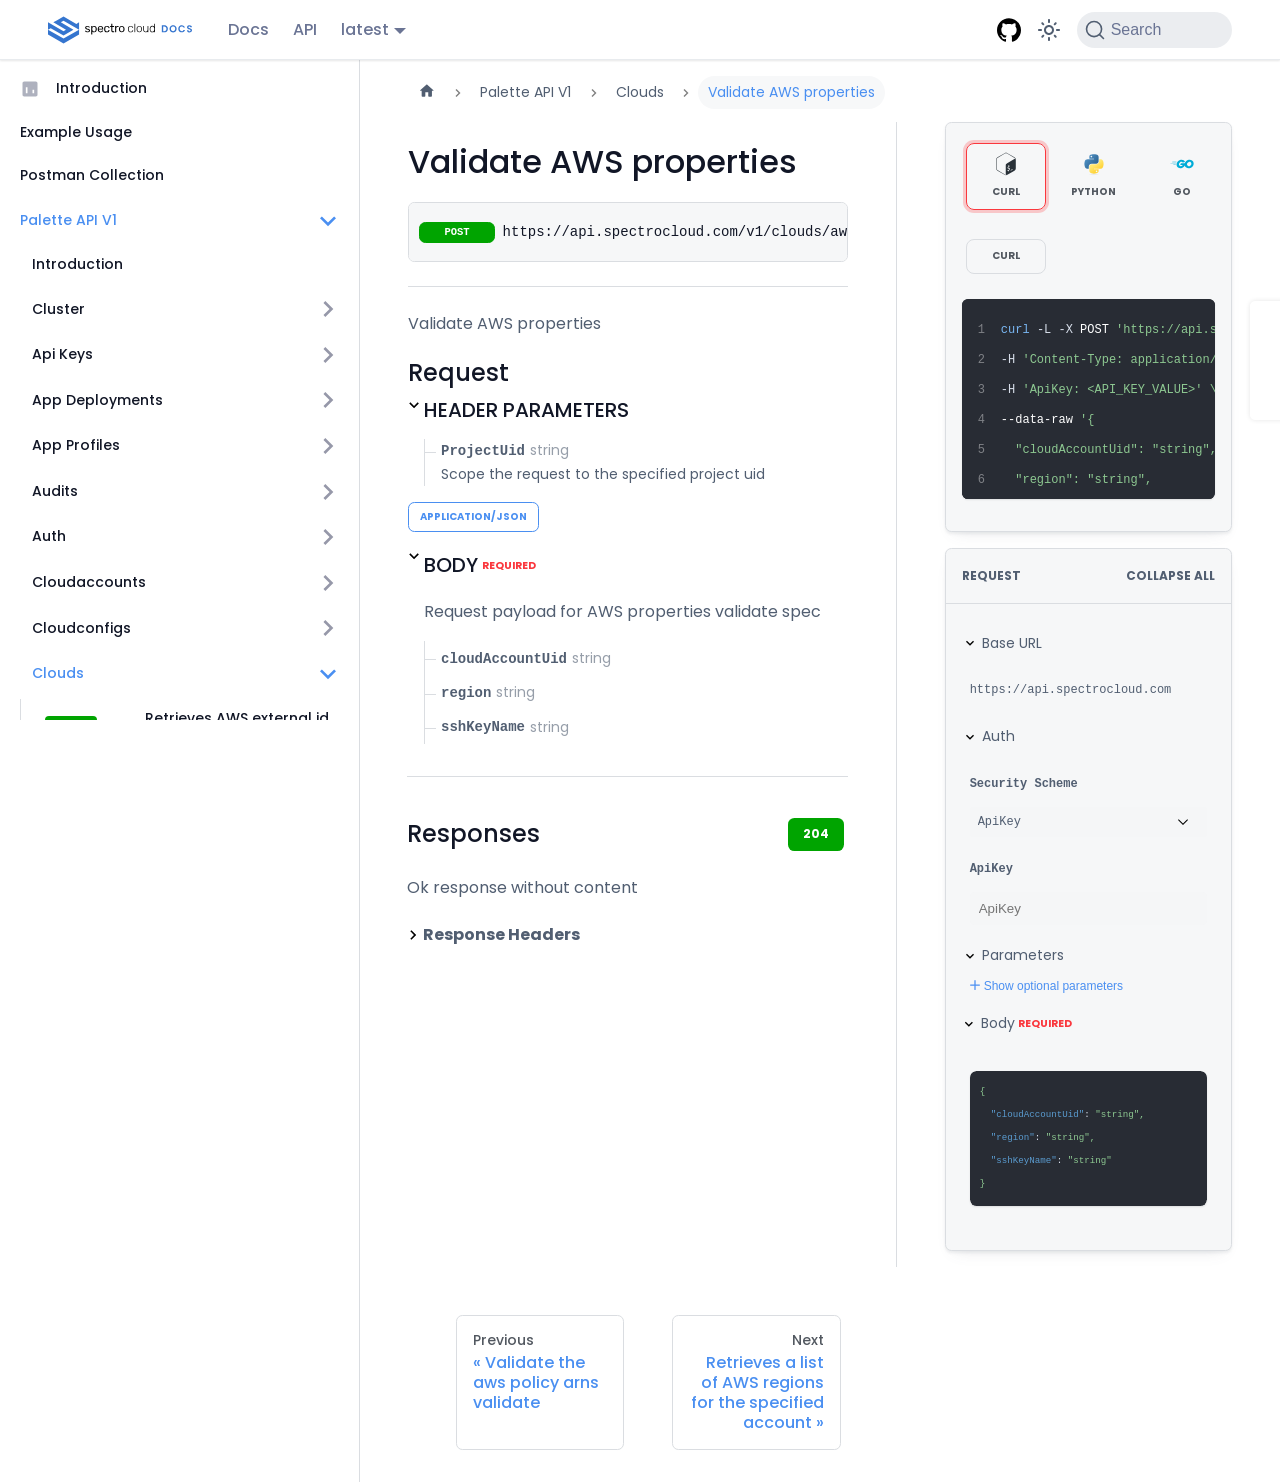 spectro cloud DOCS
Docs
API
latest
Search
Introduction
Example Usage
Postman Collection
Palette API V1
Introduction
Cluster
Api Keys
App Deployments
App Profiles
Audits
Auth
Cloudaccounts
Cloudconfigs
Clouds
Retrieves AWS external id
Palette API V1
Clouds
Validate AWS properties
Validate AWS properties
POST https://api.spectrocloud.com/v1/clouds/aw
Validate AWS properties
Request
HEADER PARAMETERS
ProjectUid string
Scope the request to the specified project uid
APPLICATION/JSON
BODY REQUIRED
Request payload for AWS properties validate spec
cloudAccountUid string
region string
sshKeyName string
Responses
204
Ok response without content
Response Headers
CURL
PYTHON
GO
CURL
1 curl -L -X POST 'https://api.s
2 -H 'Content-Type: application/
3 -H 'ApiKey: <API_KEY_VALUE>' \
4 --data-raw '{
5 "cloudAccountUid": "string",
6 "region": "string",
REQUEST
COLLAPSE ALL
Base URL
https://api.spectrocloud.com
Auth
Security Scheme
ApiKey
ApiKey
ApiKey
Parameters
Show optional parameters
Body REQUIRED
{
"cloudAccountUid": "string",
"region": "string",
"sshKeyName": "string"
}
Previous
« Validate the
aws policy arns
validate
Next
Retrieves a list
of AWS regions
for the specified
account »